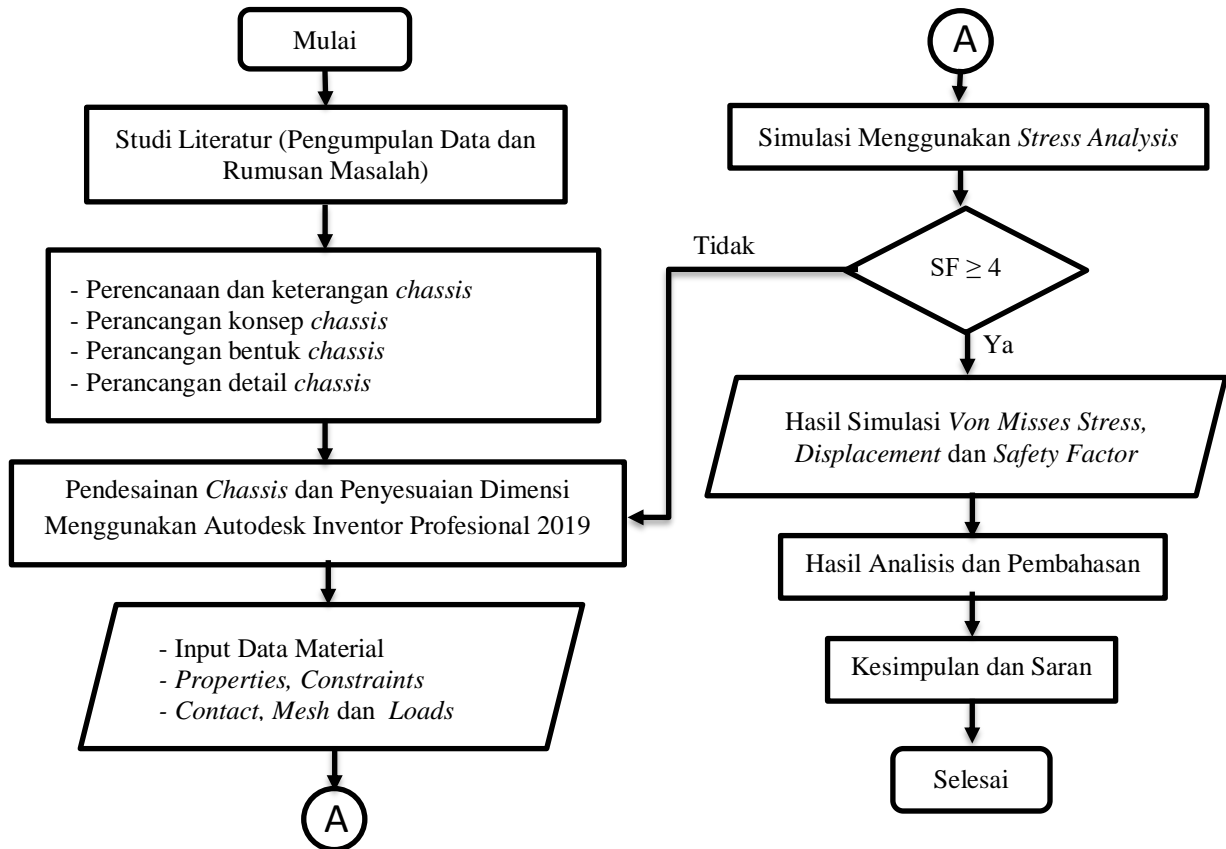 Mulai
Studi Literatur (Pengumpulan Data dan
Rumusan Masalah)
- Perencanaan dan keterangan chassis
- Perancangan konsep chassis
- Perancangan bentuk chassis
- Perancangan detail chassis
Pendesainan Chassis dan Penyesuaian Dimensi
Menggunakan Autodesk Inventor Profesional 2019
- Input Data Material
- Properties, Constraints
- Contact, Mesh dan Loads
A
A
Simulasi Menggunakan Stress Analysis
SF ≥ 4
Tidak
Ya
Hasil Simulasi Von Misses Stress,
Displacement dan Safety Factor
Hasil Analisis dan Pembahasan
Kesimpulan dan Saran
Selesai